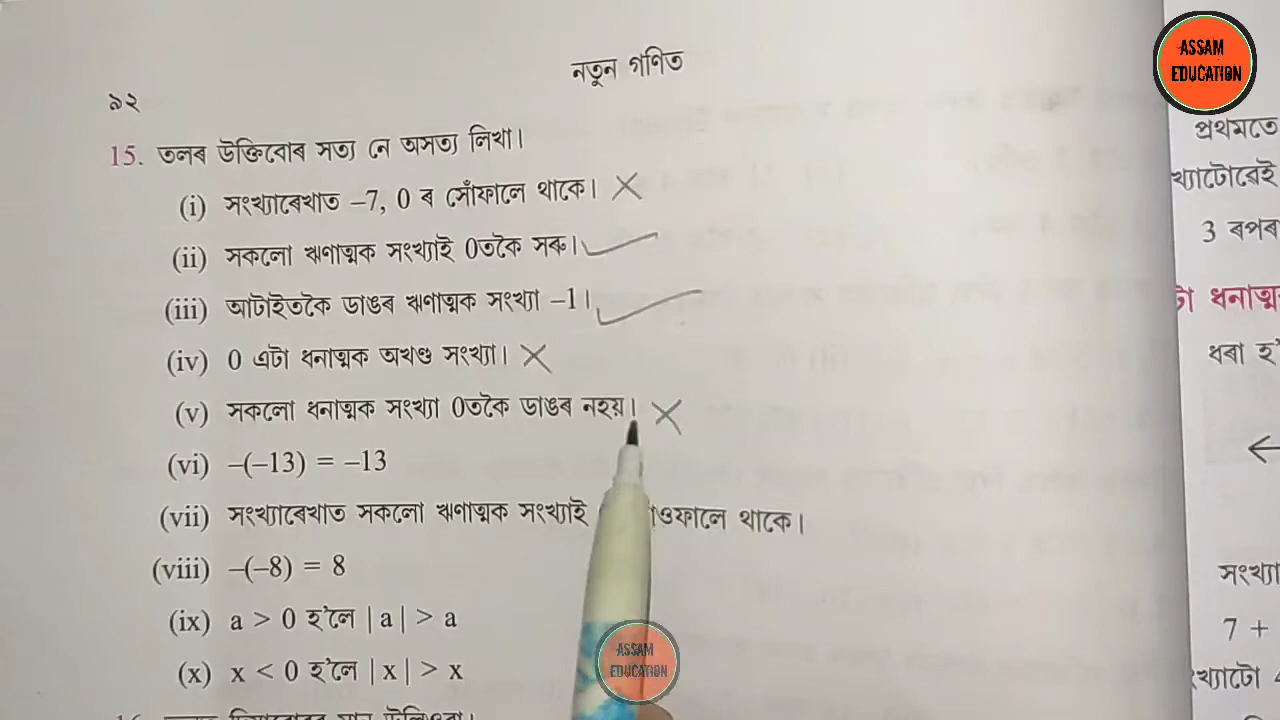 নতুন গণিত
৯২
15. তলৰ উক্তিবোৰ সত্য নে অসত্য লিখা।
(i) সংখ্যাৰেখাত –7, 0 ৰ সোঁফালে থাকে।
(ii) সকলো ঋণাত্মক সংখ্যাই 0তকৈ সৰু।
(iii) আটাইতকৈ ডাঙৰ ঋণাত্মক সংখ্যা –1।
(iv) 0 এটা ধনাত্মক অখণ্ড সংখ্যা।
(v) সকলো ধনাত্মক সংখ্যা 0তকৈ ডাঙৰ নহয়।
(vi) –(–13) = –13
(vii) সংখ্যাৰেখাত সকলো ঋণাত্মক সংখ্যাই থাকে।
(viii) –(–8) = 8
(ix) a > 0 হ'লে | a | > a
(x) x < 0 হ'লে | x | > x
ASSAM
EDUCATION
প্ৰথমতে
3
ধনাত্ম
ধৰা হ'
সংখ্যা
7 +
ASSAM
EDUCATION